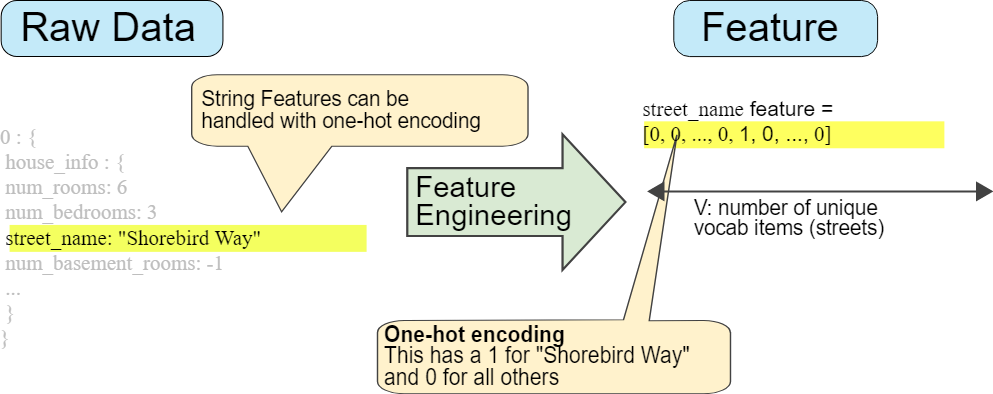 Raw Data
Feature
String Features can be
handled with one-hot encoding
0 : {
house_info : {
num_rooms: 6
num_bedrooms: 3
street_name: "Shorebird Way"
num_basement_rooms: -1
...
}
}
Feature
Engineering
street_name feature =
[0, 0, ..., 0, 1, 0, ..., 0]
V: number of unique
vocab items (streets)
One-hot encoding
This has a 1 for "Shorebird Way"
and 0 for all others